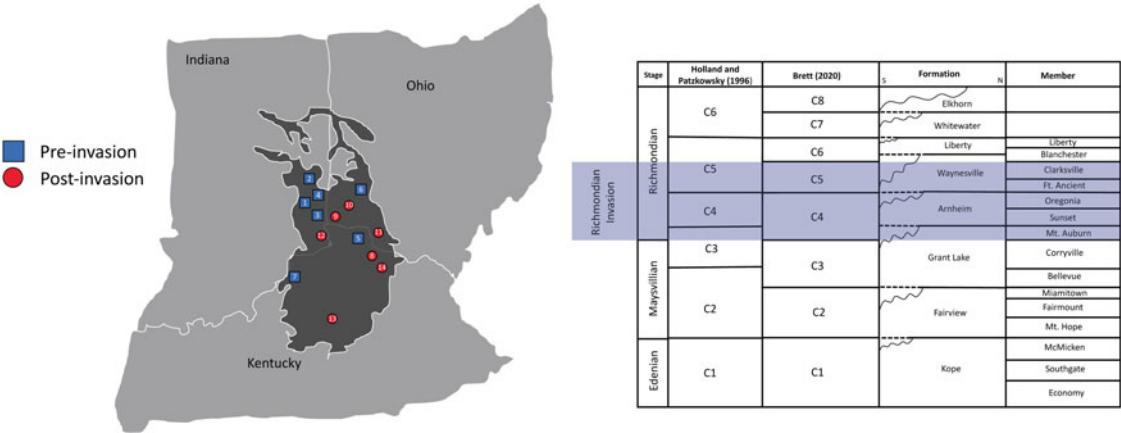 Indiana
Ohio
Pre-invasion
Post-invasion
2
4
6
1
10
3
9
12
5
11
8
14
7
13
Kentucky
Stage
Holland and
Patzkowsky (1996)
Brett (2020)
S
Formation
N
Member
Richmondian
Invasion
Richmondian
Maysvillian
Edenian
C6
C5
C4
C3
C2
C1
C8
C7
C6
C5
C4
C3
C2
C1
Elkhorn
Whitewater
Liberty
Waynesville
Arnheim
Grant Lake
Fairview
Kope
Liberty
Blanchester
Clarksville
Ft. Ancient
Oregonia
Sunset
Mt. Auburn
Corryville
Bellevue
Miamitown
Fairmount
Mt. Hope
McMicken
Southgate
Economy